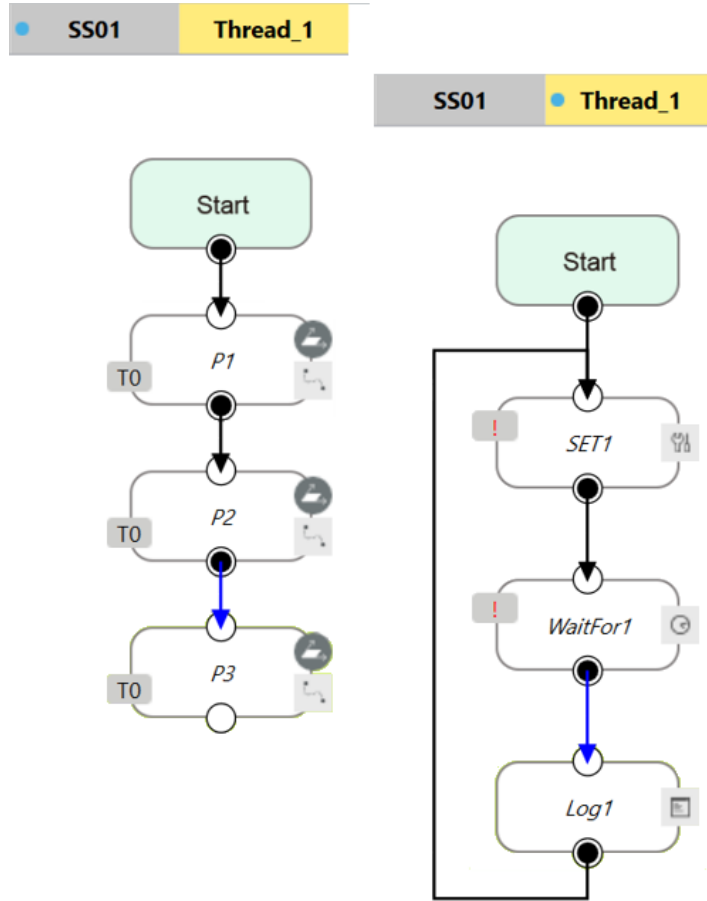 SS01 Thread_1
Start
P1
T0
P2
T0
P3
T0
SS01 Thread_1
Start
!
SET1
!
WaitFor1
Log1